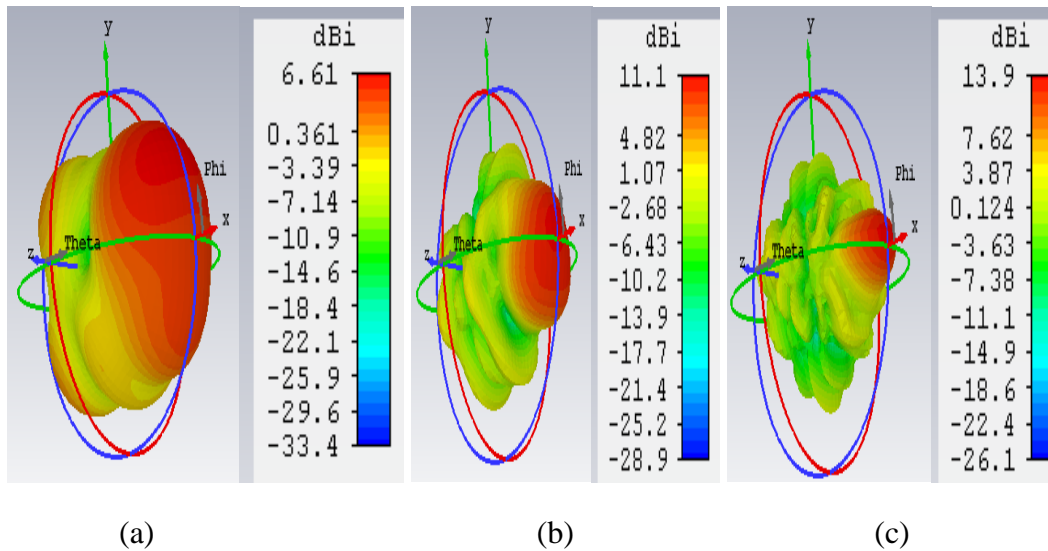 y
Phi
x
Theta
z
dBi
6.61
0.361
-3.39
-7.14
-10.9
-14.6
-18.4
-22.1
-25.9
-29.6
-33.4
y
Phi
x
Theta
z
dBi
11.1
4.82
1.07
-2.68
-6.43
-10.2
-13.9
-17.7
-21.4
-25.2
-28.9
y
Phi
x
Theta
z
dBi
13.9
7.62
3.87
0.124
-3.63
-7.38
-11.1
-14.9
-18.6
-22.4
-26.1
(a)
(b)
(c)